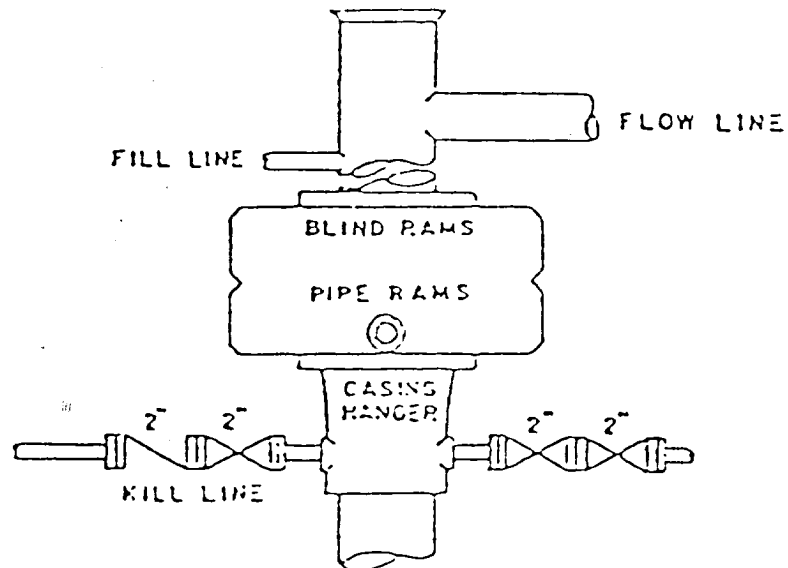 FLOW LINE
FILL LINE
BLIND RAMS
PIPE RAMS
CASING
HANGER
2" 2" 2" 2"
KILL LINE